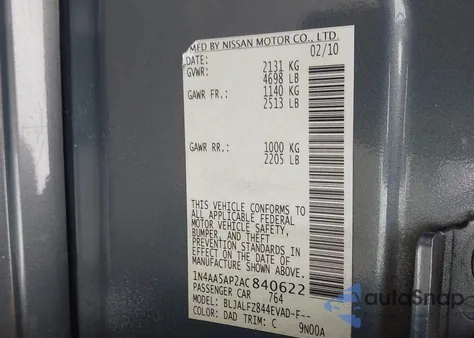 MFD BY NISSAN MOTOR CO., LTD.
DATE: 02/10
GVWR: 2131 KG
4698 LB
GAWR FR.: 1140 KG
2513 LB
GAWR RR.: 1000 KG
2205 LB
THIS VEHICLE CONFORMS TO
ALL APPLICABLE FEDERAL
MOTOR VEHICLE SAFETY,
BUMPER, AND THEFT
PREVENTION STANDARDS IN
EFFECT ON THE DATE OF
MANUFACTURE SHOWN ABOVE.
1N4AA5AP2AC840622
PASSENGER CAR 764
MODEL: BLJALFZ844EVAD-F--
COLOR: DAD TRIM: C 9N00A
autoSnap